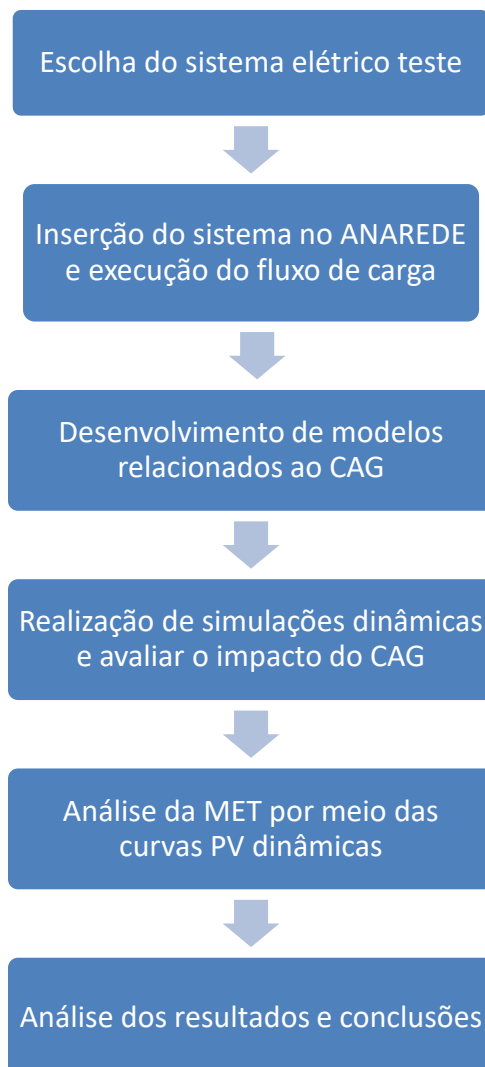 Escolha do sistema elétrico teste
Inserção do sistema no ANAREDE
e execução do fluxo de carga
Desenvolvimento de modelos
relacionados ao CAG
Realização de simulações dinâmicas
e avaliar o impacto do CAG
Análise da MET por meio das
curvas PV dinâmicas
Análise dos resultados e conclusões